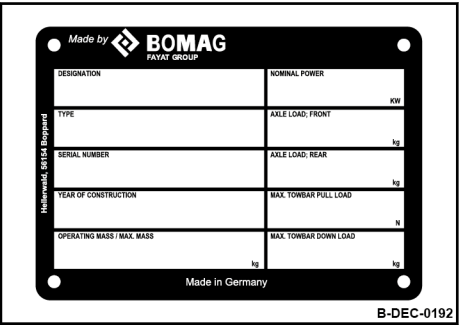 Made by BOMAG
FAYAT GROUP
DESIGNATION
NOMINAL POWER
KW
TYPE
AXLE LOAD; FRONT
kg
SERIAL NUMBER
AXLE LOAD; REAR
kg
YEAR OF CONSTRUCTION
MAX. TOWBAR PULL LOAD
N
OPERATING MASS / MAX. MASS
kg
MAX. TOWBAR DOWN LOAD
kg
Hellerwald, 56154 Boppard
Made in Germany
B-DEC-0192